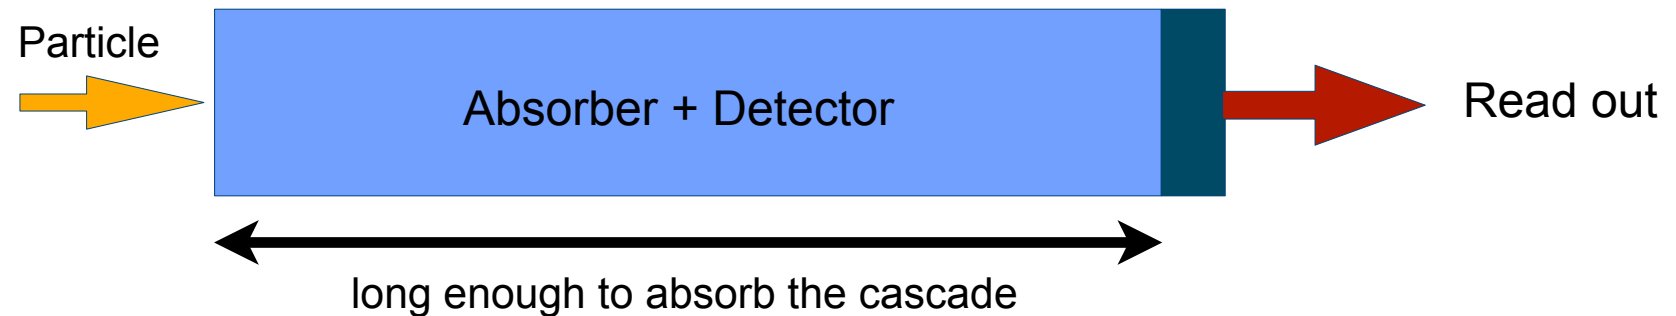 Particle
Absorber + Detector
Read out
long enough to absorb the cascade